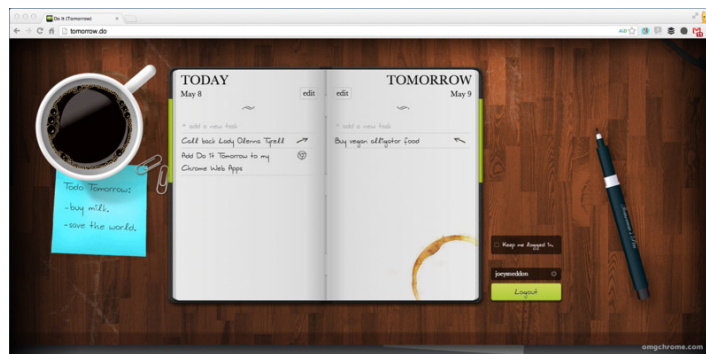 Do It (Tomorrow)
tomorrow.do
TODAY
May 8
edit
+ add a new task
Call back Lady Olenna Tyrell
Add Do It Tomorrow to my
Chrome Web Apps
TOMORROW
edit
May 9
+ add a new task
Buy vegan alligator food
Todo Tomorrow:
-buy milk.
-save the world.
Keep me logged In.
joeysneddon
Logout
omgchrome.com